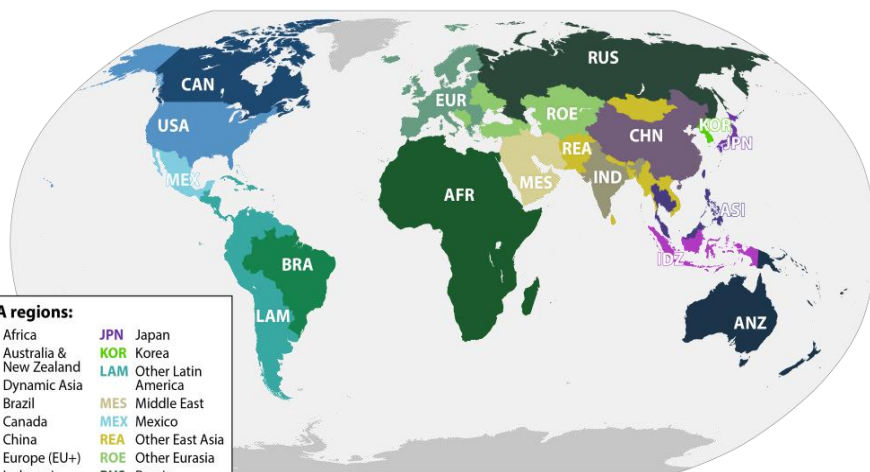 CAN
RUS
EUR
ROE
USA
KOR
CHN
JPN
REA
MEX
MES
IND
AFR
ASI
IDZ
BRA
LAM
ANZ
A regions:
Africa
Australia &
New Zealand
Dynamic Asia
Brazil
Canada
China
Europe (EU+)
JPN Japan
KOR Korea
LAM Other Latin
America
MES Middle East
MEX Mexico
REA Other East Asia
ROE Other Eurasia